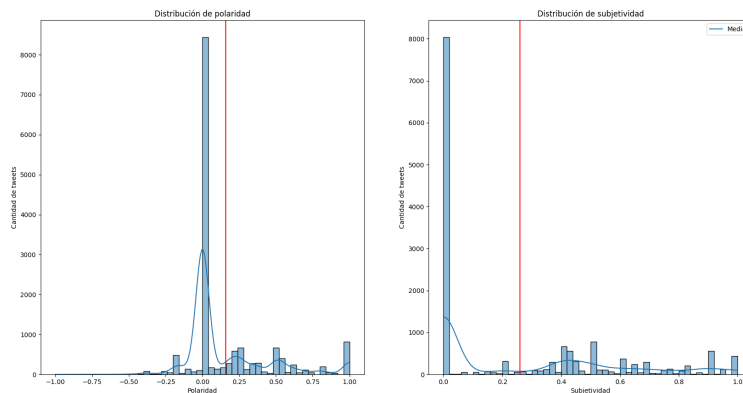 Distribución de polaridad
Cantidad de tweets
8000
7000
6000
5000
4000
3000
2000
1000
0
−1.00 −0.75 −0.50 −0.25 0.00 0.25 0.50 0.75 1.00
Polaridad
Distribución de subjetividad
Media
Cantidad de tweets
8000
7000
6000
5000
4000
3000
2000
1000
0
0.0 0.2 0.4 0.6 0.8 1.0
Subjetividad